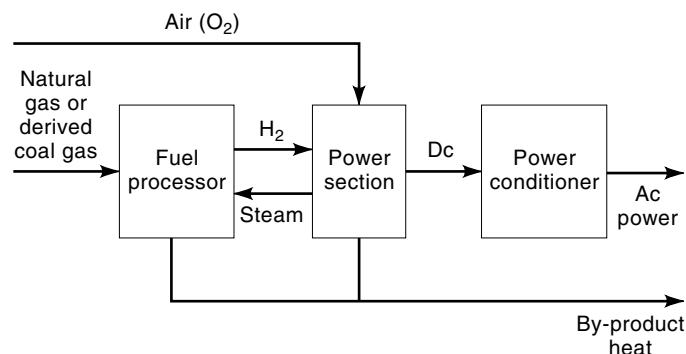 Air (O2)
Natural
gas or
derived
coal gas
Fuel
processor
H2
Steam
Power
section
Dc
Power
conditioner
Ac
power
By-product
heat